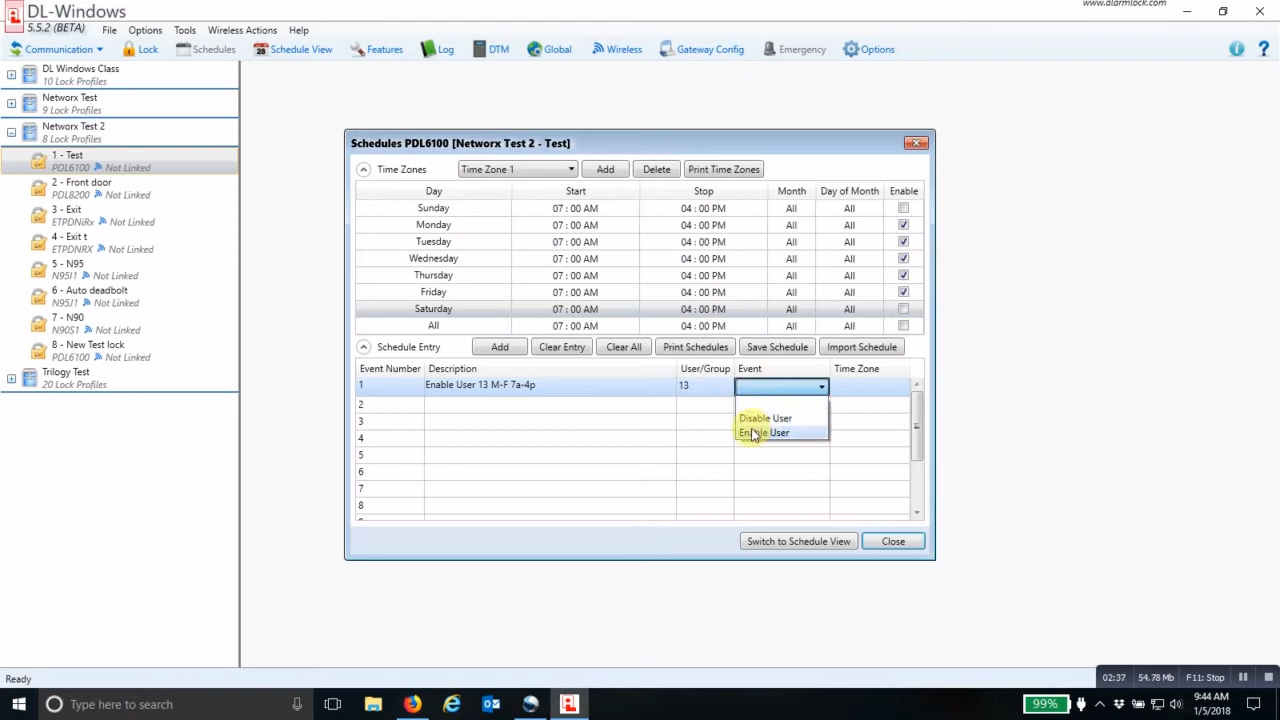 DL-Windows
5.5.2 (BETA)
www.alarmlock.com
File Options Tools Wireless Actions Help
Communication Lock Schedules 28 Schedule View Features Log DTM Global Wireless Gateway Config Emergency Options
DL Windows Class
10 Lock Profiles
Networx Test
9 Lock Profiles
Networx Test 2
8 Lock Profiles
1 - Test
PDL6100 Not Linked
2 - Front door
PDL8200 Not Linked
3 - Exit
ETPDNiRx Not Linked
4 - Exit t
ETPDNRX Not Linked
5 - N95
N95I1 Not Linked
6 - Auto deadbolt
N95J1 Not Linked
7 - N90
N90S1 Not Linked
8 - New Test lock
PDL6100 Not Linked
Trilogy Test
20 Lock Profiles
Schedules PDL6100 [Networx Test 2 - Test]
Time Zones Time Zone 1 Add Delete Print Time Zones
Day Start Stop Month Day of Month Enable
Sunday 07 : 00 AM 04 : 00 PM All All
Monday 07 : 00 AM 04 : 00 PM All All
Tuesday 07 : 00 AM 04 : 00 PM All All
Wednesday 07 : 00 AM 04 : 00 PM All All
Thursday 07 : 00 AM 04 : 00 PM All All
Friday 07 : 00 AM 04 : 00 PM All All
Saturday 07 : 00 AM 04 : 00 PM All All
All 07 : 00 AM 04 : 00 PM All All
Schedule Entry Add Clear Entry Clear All Print Schedules Save Schedule Import Schedule
Event Number Description User/Group Event Time Zone
1 Enable User 13 M-F 7a-4p 13
2
Disable User
3
Enable User
4
5
6
7
8
Switch to Schedule View Close
Ready
02:37 54.78 Mb F11: Stop
Type here to search
99%
9:44 AM
1/5/2018